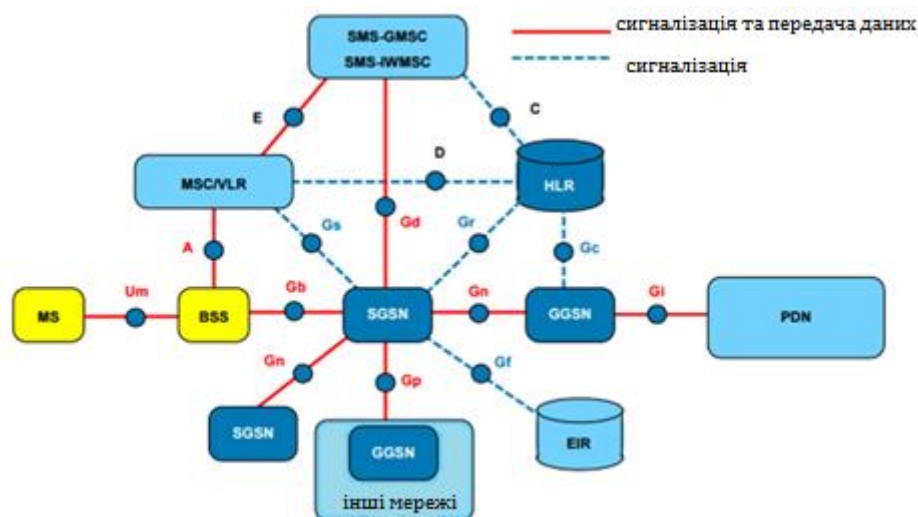 SMS-GMSC
SMS-IWMSC
сигналізація та передача даних
сигналізація
E
C
D
MSC/VLR
HLR
Gs
Gd
Gr
Gc
A
Um
Gb
Gn
Gi
MS
BSS
SGSN
GGSN
PDN
Gn
Gp
Gf
SGSN
GGSN
EIR
інші мережі